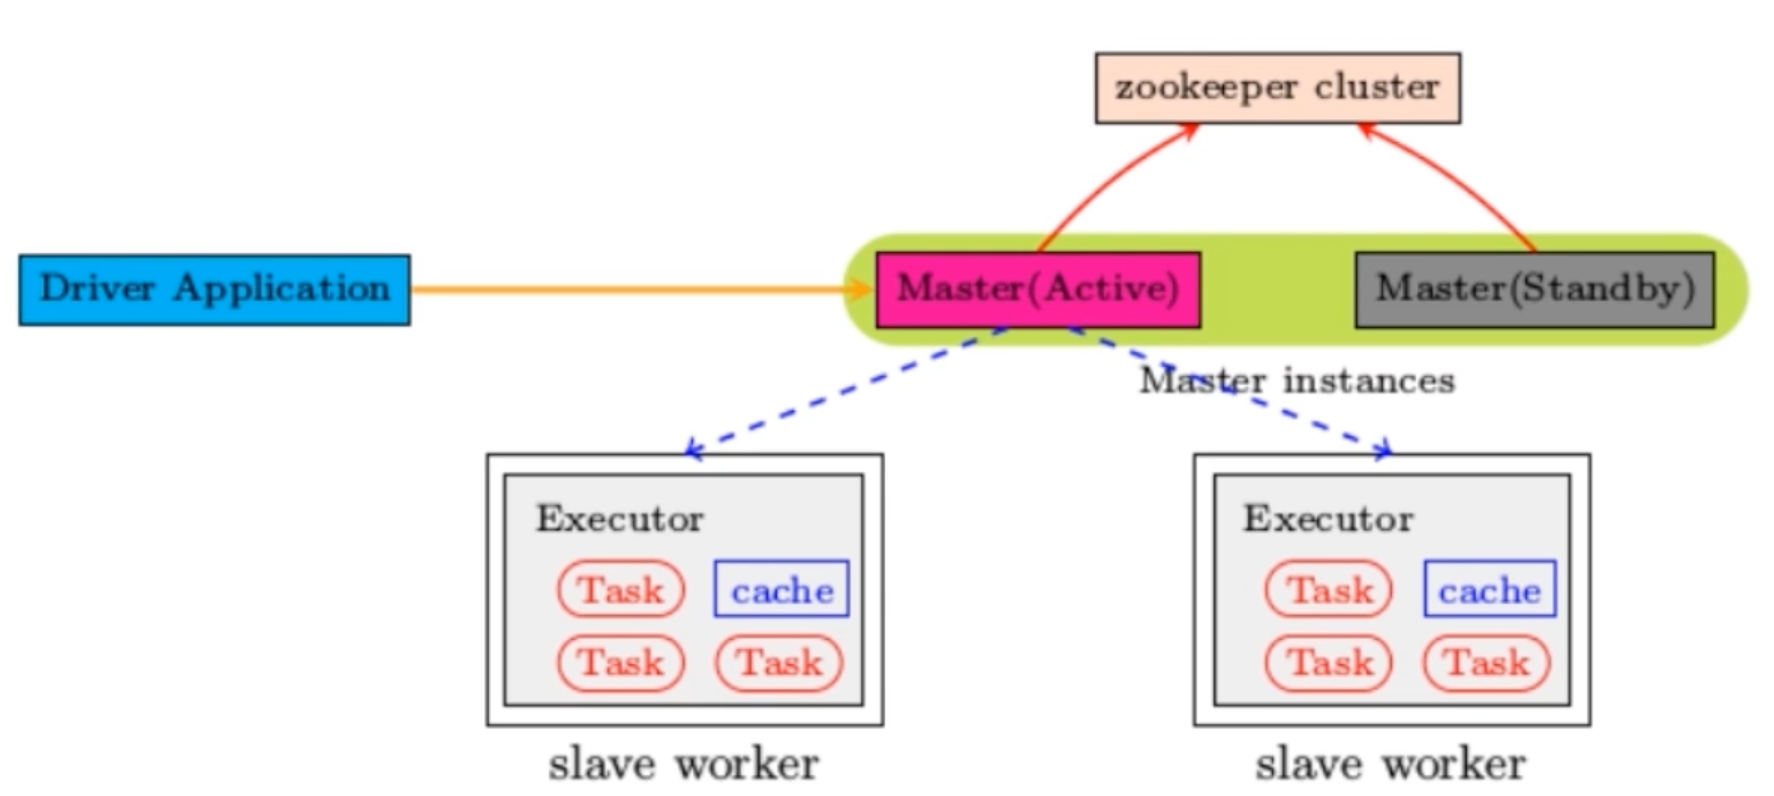 zookeeper cluster
Driver Application
Master(Active)
Master(Standby)
Master instances
Executor
Task
cache
Task
Task
slave worker
Executor
Task
cache
Task
Task
slave worker